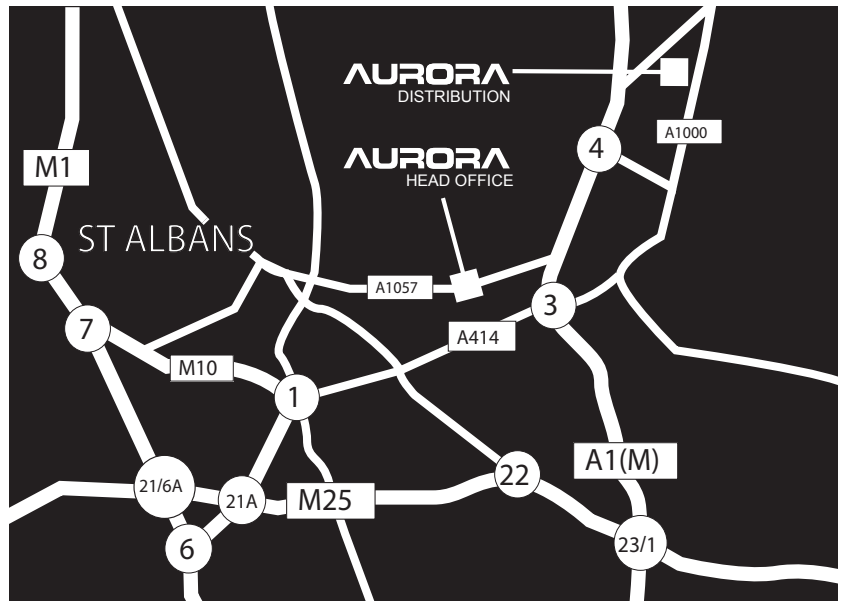 AURORA
DISTRIBUTION
A1000
4
AURORA
HEAD OFFICE
M1
ST ALBANS
8
A1057
3
7
A414
M10
1
A1(M)
22
21/6A
21A
M25
23/1
6